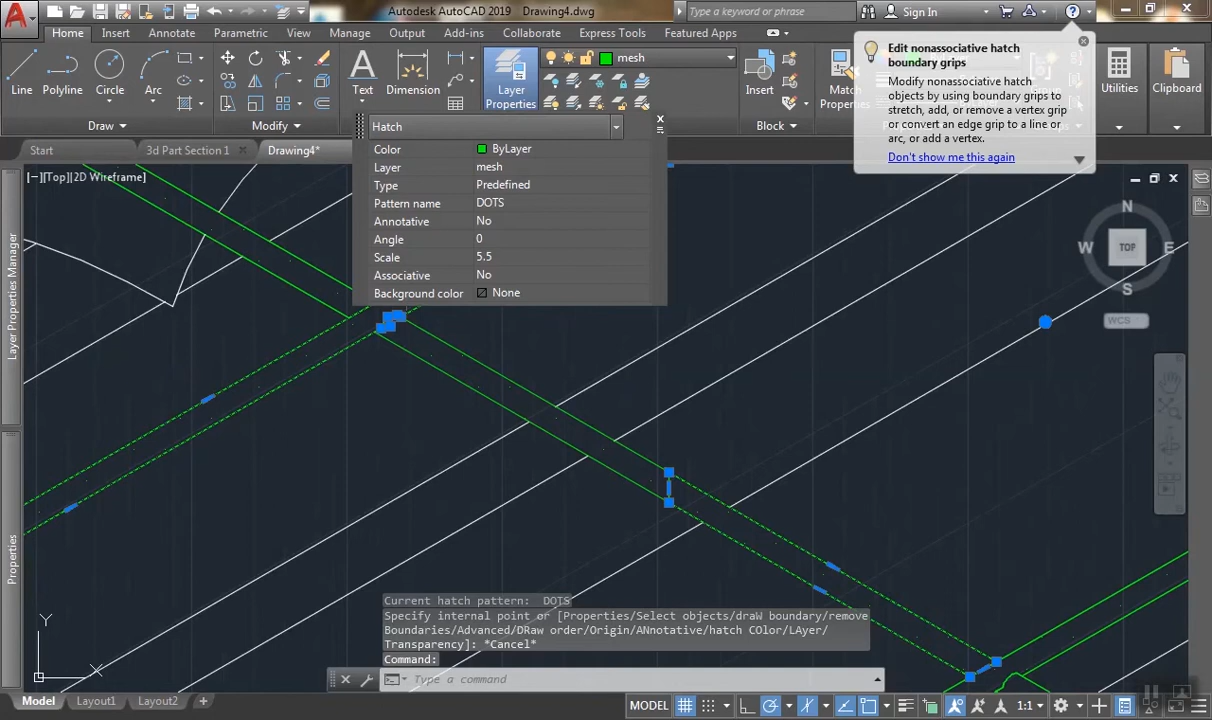 Autodesk AutoCAD 2019 Drawing4.dwg
Type a keyword or phrase
Sign In
Home
Insert
Annotate
Parametric
View
Manage
Output
Add-ins
Collaborate
Express Tools
Featured Apps
Line
Polyline
Circle
Arc
Text
Dimension
Layer
Properties
mesh
Insert
Match
Properties
Utilities
Clipboard
Draw
Modify
Block
Edit nonassociative hatch
boundary grips
Modify nonassociative hatch
objects by using boundary grips to
stretch, add, or remove a vertex grip
or convert an edge grip to a line or
arc, or add a vertex.
Don't show me this again
Start
3d Part Section 1
Drawing4*
Hatch
Color ByLayer
Layer mesh
Type Predefined
Pattern name DOTS
Annotative No
Angle 0
Scale 5.5
Associative No
Background color None
[−][Top][2D Wireframe]
N
W TOP E
S
WCS
Layer Properties Manager
Properties
Y
X
Current hatch pattern: DOTS
Specify internal point or [Properties/Select objects/draW boundary/remove
Boundaries/Advanced/DRaw order/Origin/ANnotative/hatch COlor/LAyer/
Transparency]: *Cancel*
Command:
Type a command
Model
Layout1
Layout2
MODEL
1:1